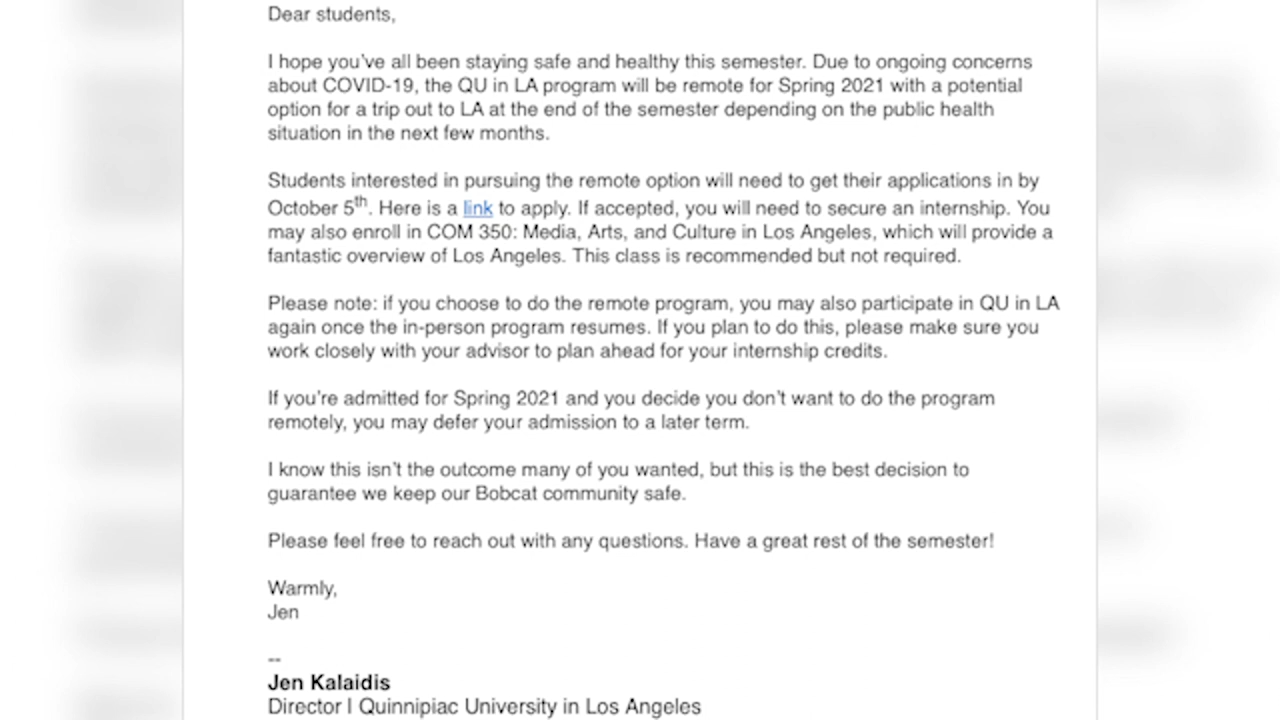 Dear students,
I hope you've all been staying safe and healthy this semester. Due to ongoing concerns
about COVID-19, the QU in LA program will be remote for Spring 2021 with a potential
option for a trip out to LA at the end of the semester depending on the public health
situation in the next few months.
Students interested in pursuing the remote option will need to get their applications in by
October 5th. Here is a link to apply. If accepted, you will need to secure an internship. You
may also enroll in COM 350: Media, Arts, and Culture in Los Angeles, which will provide a
fantastic overview of Los Angeles. This class is recommended but not required.
Please note: if you choose to do the remote program, you may also participate in QU in LA
again once the in-person program resumes. If you plan to do this, please make sure you
work closely with your advisor to plan ahead for your internship credits.
If you're admitted for Spring 2021 and you decide you don't want to do the program
remotely, you may defer your admission to a later term.
I know this isn't the outcome many of you wanted, but this is the best decision to
guarantee we keep our Bobcat community safe.
Please feel free to reach out with any questions. Have a great rest of the semester!
Warmly,
Jen
--
Jen Kalaidis
Director I Quinnipiac University in Los Angeles